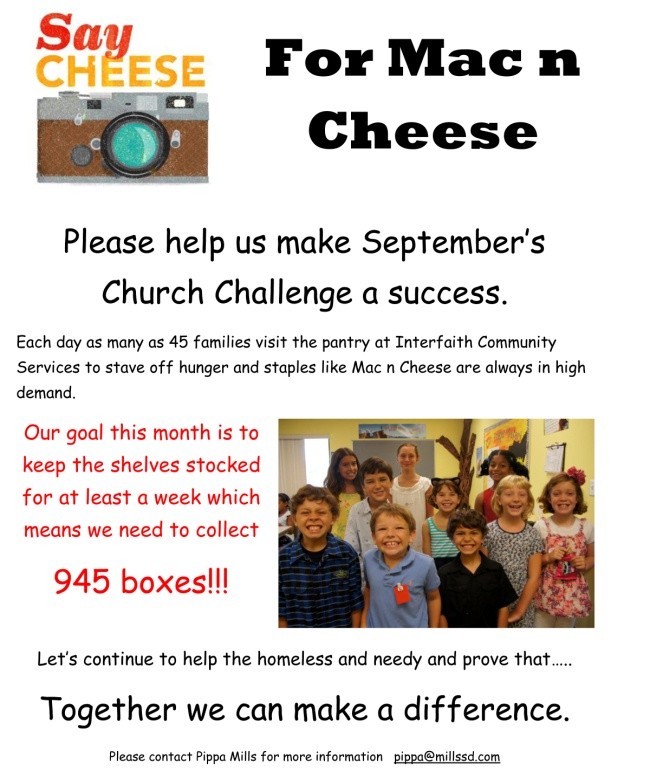 Say
CHEESE
For Mac n
Cheese
Please help us make September's
Church Challenge a success.
Each day as many as 45 families visit the pantry at Interfaith Community
Services to stave off hunger and staples like Mac n Cheese are always in high
demand.
Our goal this month is to
keep the shelves stocked
for at least a week which
means we need to collect
945 boxes!!!
Let's continue to help the homeless and needy and prove that.....
Together we can make a difference.
Please contact Pippa Mills for more information pippa@millssd.com